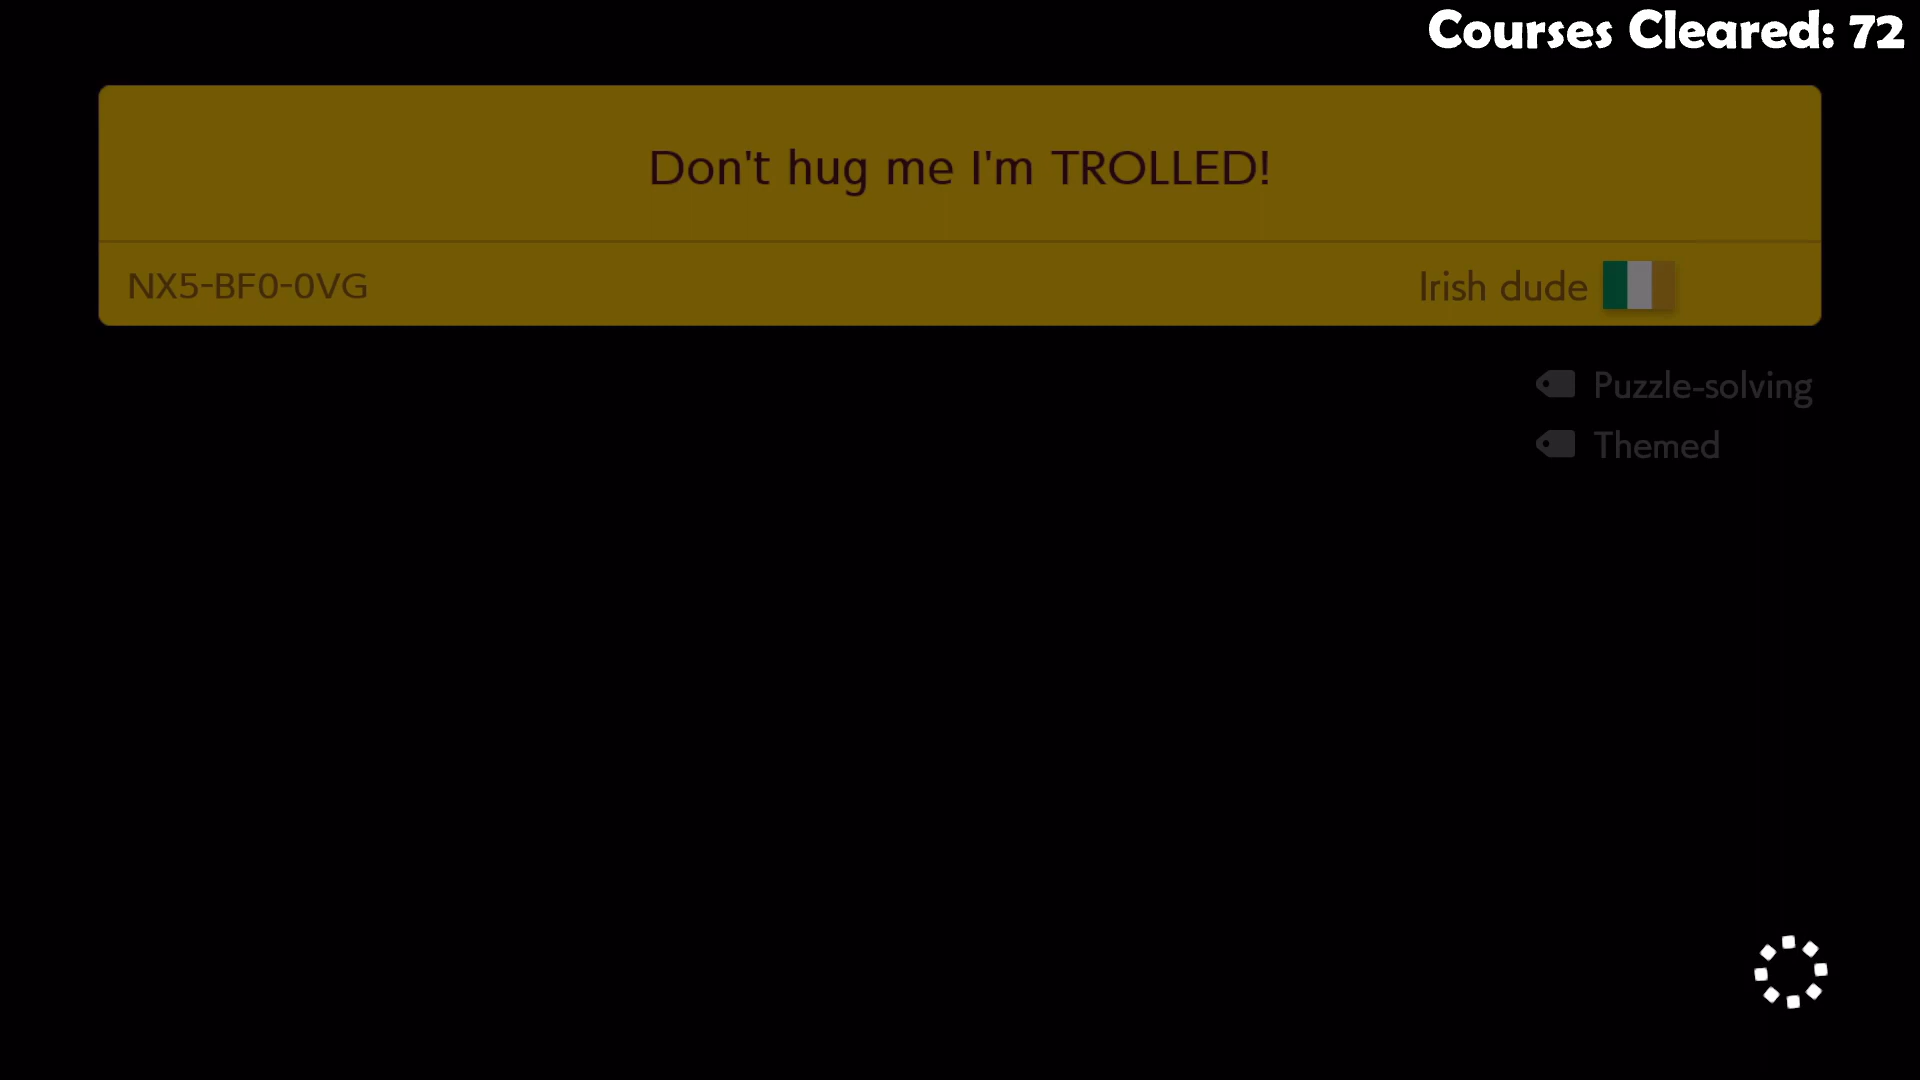 Courses Cleared: 72
Don't hug me I'm TROLLED!
NX5-BF0-0VG
Irish dude
Puzzle-solving
Themed